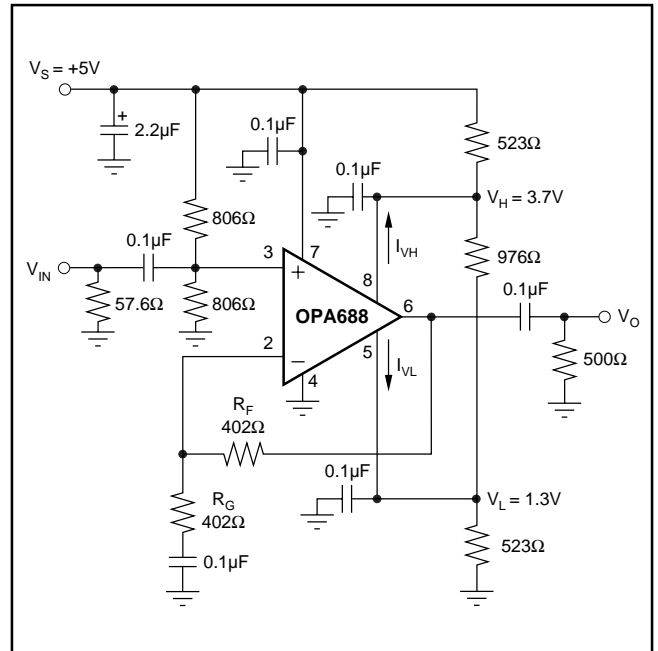 V_S = +5V
2.2µF
+
0.1µF
0.1µF
523Ω
V_H = 3.7V
806Ω
I_VH
976Ω
0.1µF
V_IN
57.6Ω
806Ω
3
7
8
+
OPA688
6
0.1µF
V_O
500Ω
2
−
5
4
I_VL
R_F
402Ω
0.1µF
R_G
402Ω
V_L = 1.3V
523Ω
0.1µF